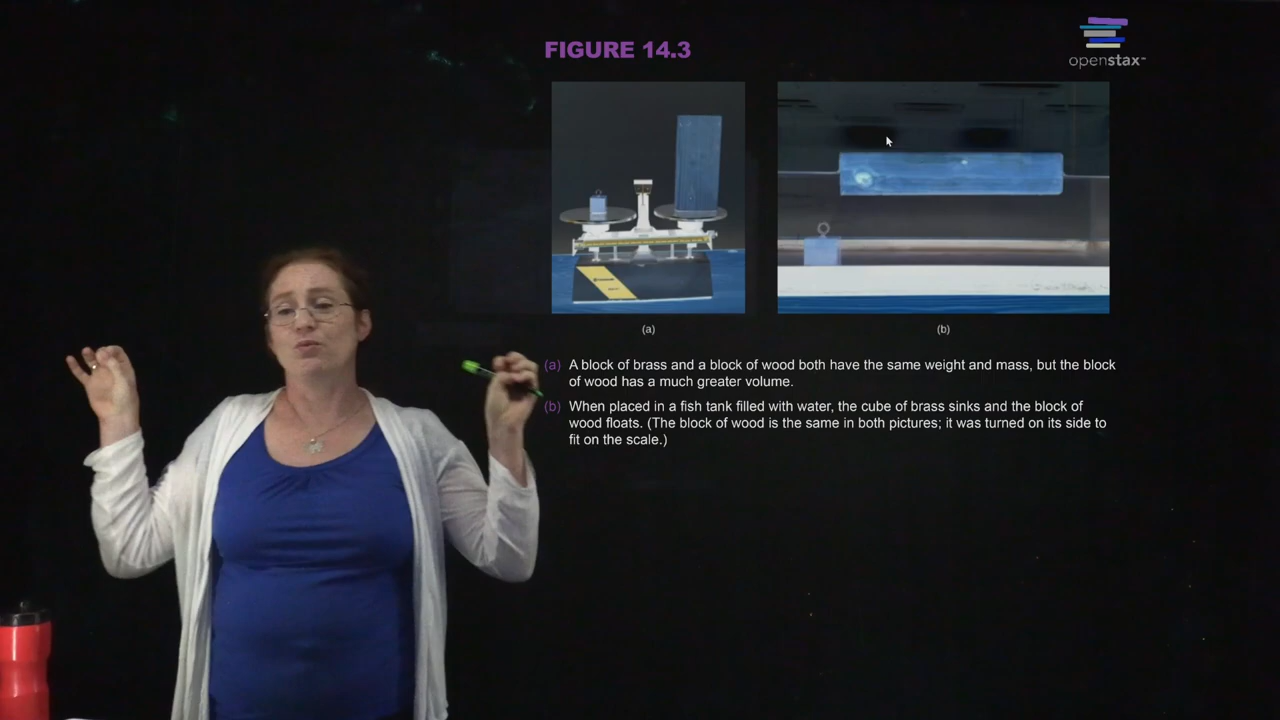 FIGURE 14.3
openstax™
(a)
(b)
(a) A block of brass and a block of wood both have the same weight and mass, but the block
of wood has a much greater volume.
(b) When placed in a fish tank filled with water, the cube of brass sinks and the block of
wood floats. (The block of wood is the same in both pictures; it was turned on its side to
fit on the scale.)